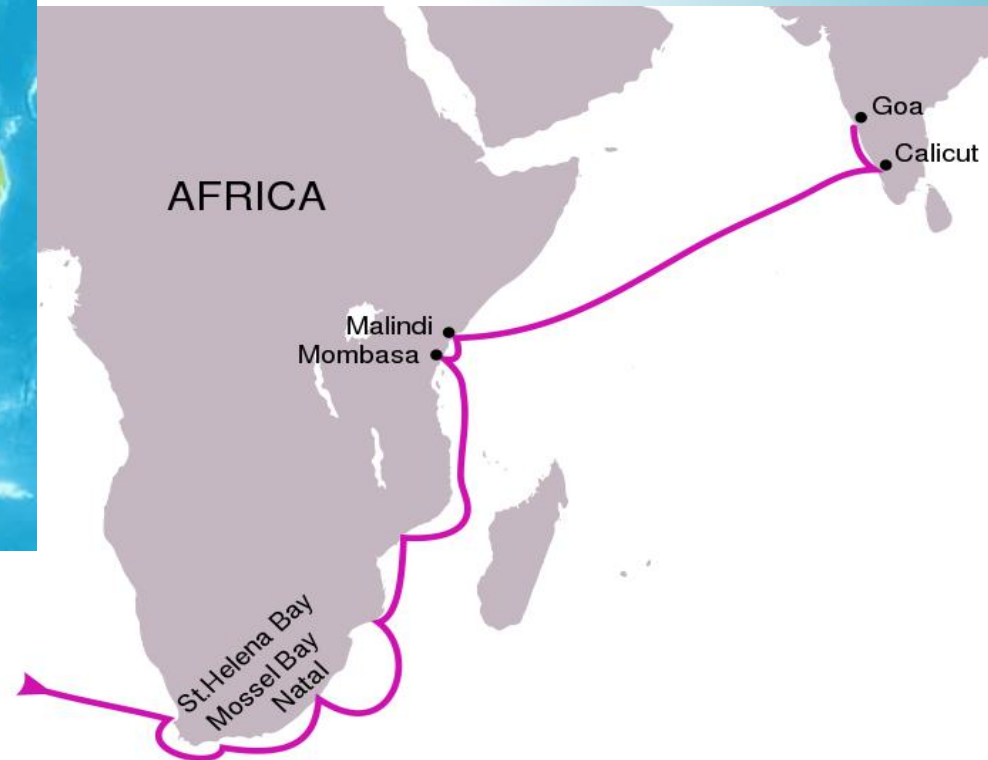 Goa
Calicut
AFRICA
Malindi
Mombasa
St.Helena Bay
Mossel Bay
Natal